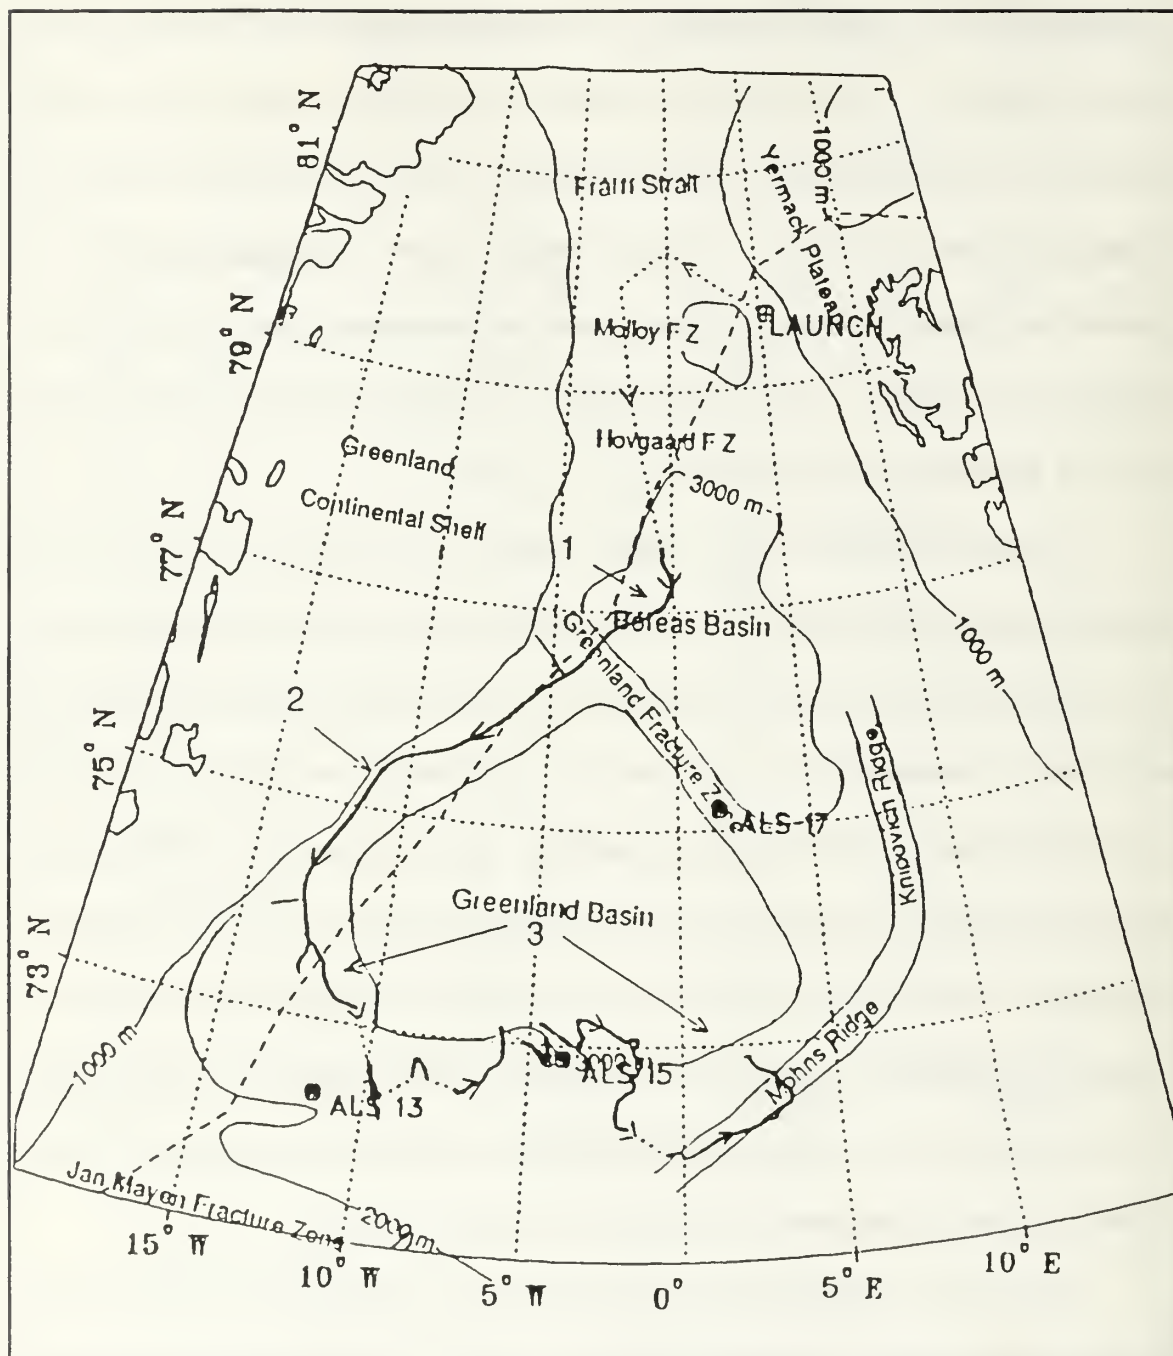 81° N
1000 m
Fram Strait
Yermach Plateau
LAUNCH
79° N
Molloy F Z
Hovgaard F Z
Greenland
3000 m
Continental Shelf
77° N
1
Boreas Basin
Greenland Fracture Z
1000 m
2
75° N
Knipovich Ridge
ALS-17
Greenland Basin
3
73° N
1000 m
Mohns Ridge
ALS 15
ALS 13
Jan Mayen Fracture Zone
2000 m
15° W
10° W
5° W
0°
5° E
10° E